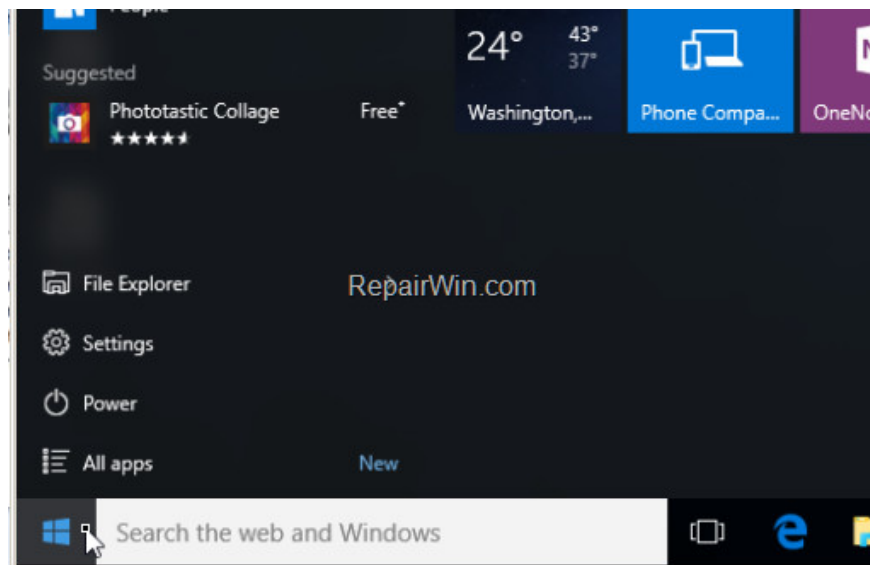 People
Suggested
Phototastic Collage Free+
24° 43°
37°
Washington,...
Phone Compa...
OneNo
File Explorer
RepairWin.com
Settings
Power
All apps New
Search the web and Windows